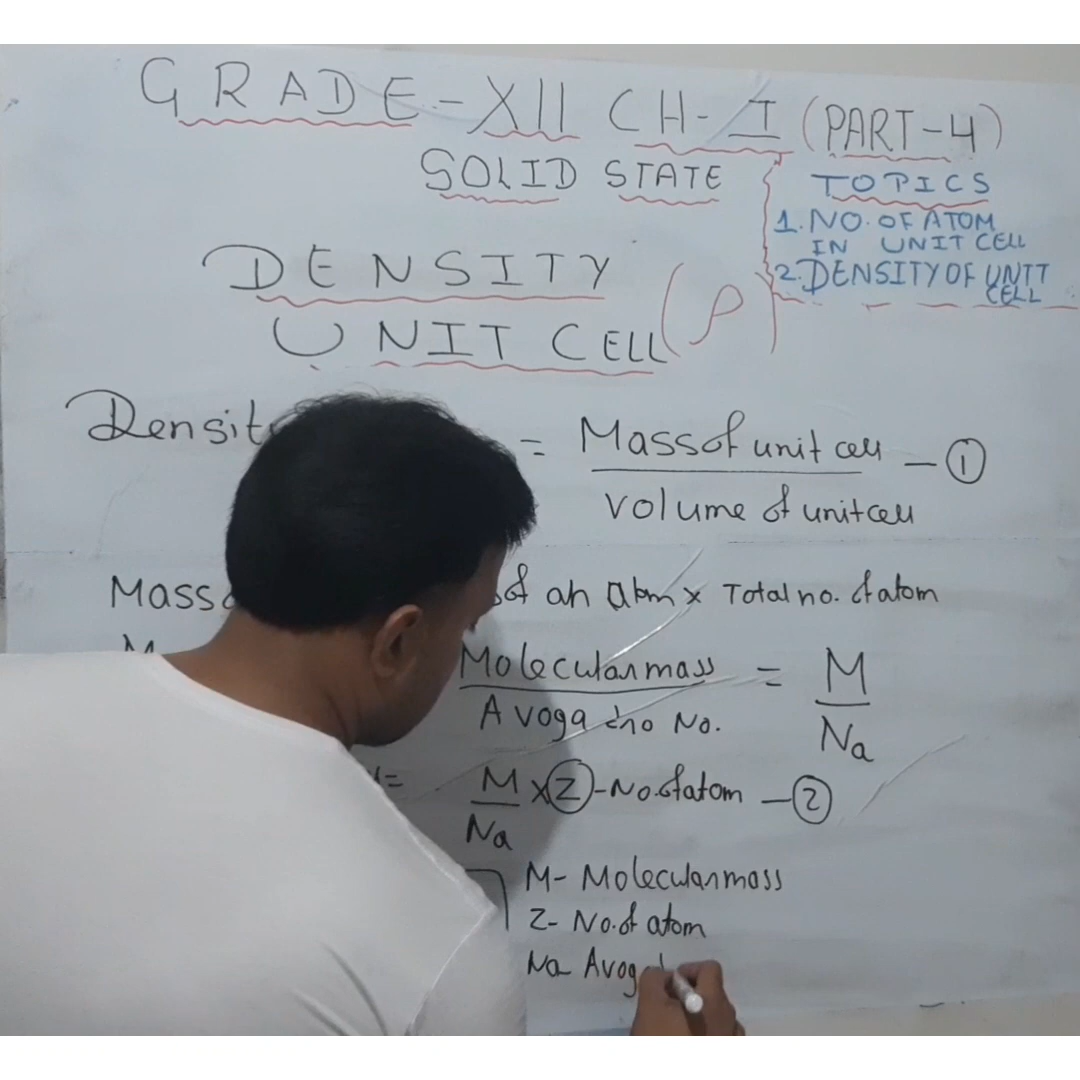 GRADE-XII CH-I (PART-4)
SOLID STATE
TOPICS
1. NO. OF ATOM
IN UNIT CELL
2. DENSITY OF UNIT
CELL
DENSITY
UNIT CELL (ρ)
Densit = Mass of unit cell - ①
volume of unit cell
Mass of an atom x Total no. of atom
Molecular mass = M
Avogadro No. Na
= M x Z - No. of atom - ②
Na
M- Molecular mass
Z- No. of atom
Na- Avog